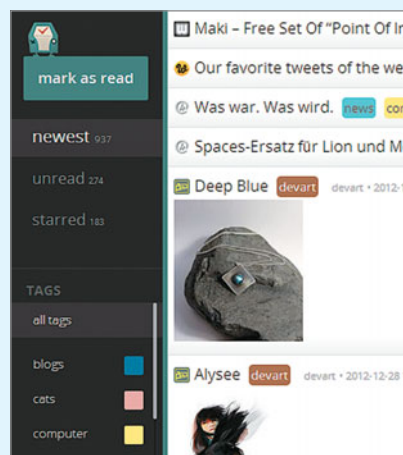 mark as read
newest 937
unread 274
starred 183
TAGS
all tags
blogs
cats
computer
Maki – Free Set Of “Point Of In
Our favorite tweets of the we
Was war. Was wird. news con
Spaces-Ersatz für Lion und M
Deep Blue devart devart • 2012-1
Alysee devart devart • 2012-12-28